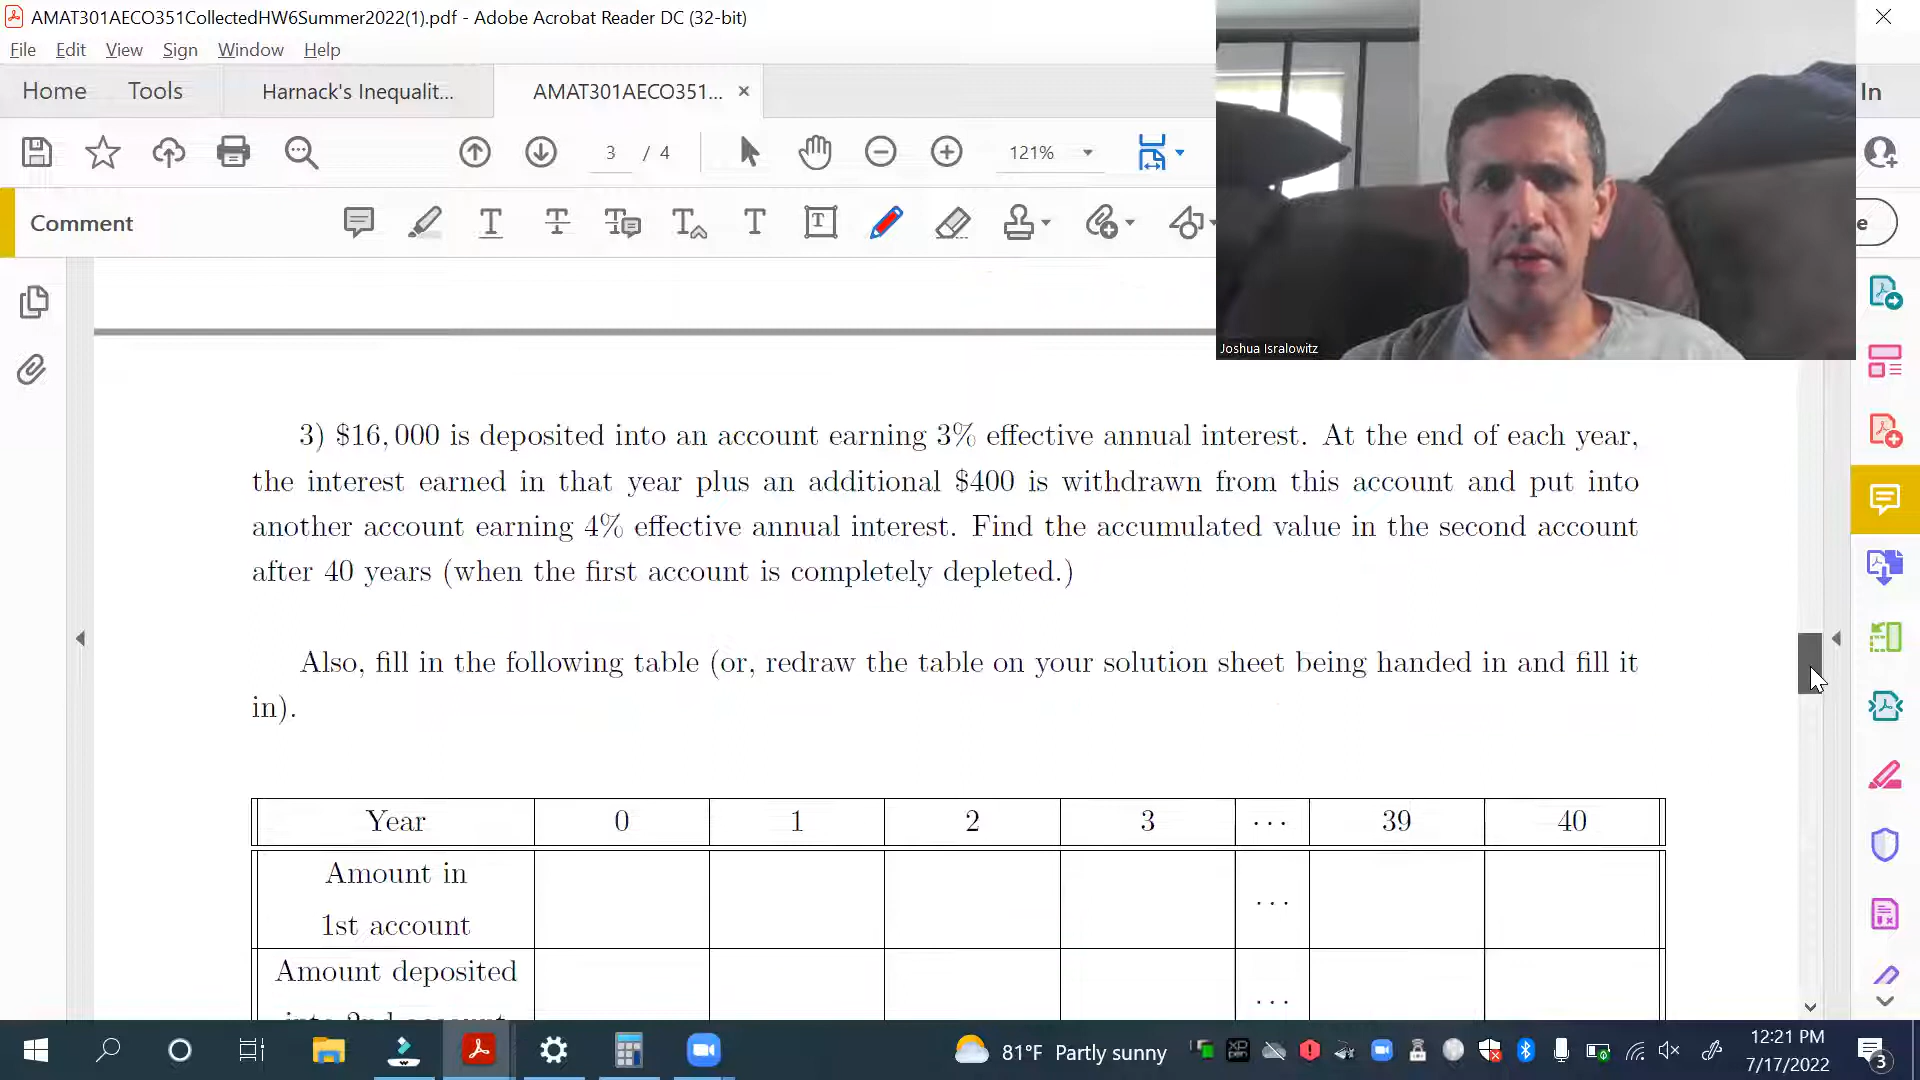 AMAT301AECO351CollectedHW6Summer2022(1).pdf - Adobe Acrobat Reader DC (32-bit)
File Edit View Sign Window Help
Home Tools Harnack's Inequalit... AMAT301AECO351... × In
3 / 4 121%
Comment e
Joshua Isralowitz
3) $16,000 is deposited into an account earning 3% effective annual interest. At the end of each year,
the interest earned in that year plus an additional $400 is withdrawn from this account and put into
another account earning 4% effective annual interest. Find the accumulated value in the second account
after 40 years (when the first account is completely depleted.)
Also, fill in the following table (or, redraw the table on your solution sheet being handed in and fill it
in).
Year 0 1 2 3 ... 39 40
Amount in
1st account ...
Amount deposited
into 2nd account ...
81°F Partly sunny 12:21 PM
7/17/2022 3